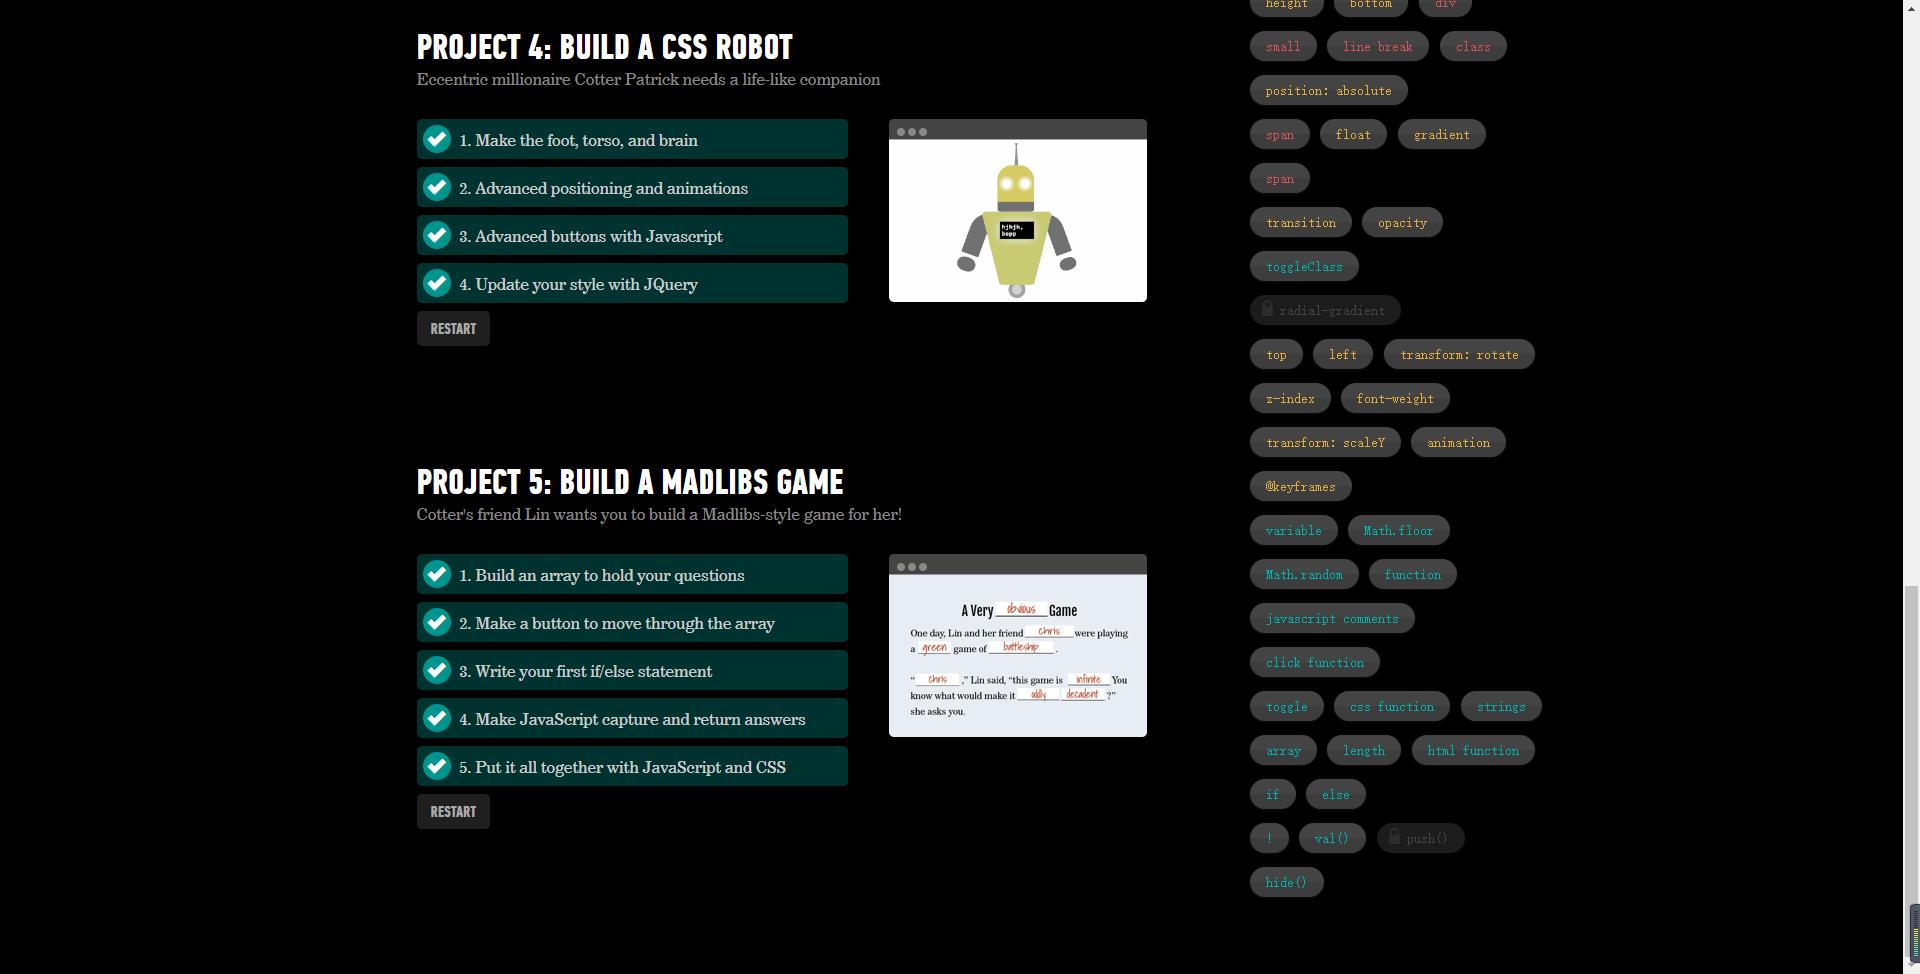 PROJECT 4: BUILD A CSS ROBOT
Eccentric millionaire Cotter Patrick needs a life-like companion
1. Make the foot, torso, and brain
2. Advanced positioning and animations
3. Advanced buttons with Javascript
4. Update your style with JQuery
RESTART
hjhjh,
bopp
PROJECT 5: BUILD A MADLIBS GAME
Cotter's friend Lin wants you to build a Madlibs-style game for her!
1. Build an array to hold your questions
2. Make a button to move through the array
3. Write your first if/else statement
4. Make JavaScript capture and return answers
5. Put it all together with JavaScript and CSS
RESTART
A Very obvious Game
One day, Lin and her friend chris were playing
a green game of battleship .
“ chris ,” Lin said, “this game is infinite You
know what would make it oddly decadent ?”
she asks you.
height bottom div
small line break class
position: absolute
span float gradient
span
transition opacity
toggleClass
radial-gradient
top left transform: rotate
z-index font-weight
transform: scaleY animation
@keyframes
variable Math.floor
Math.random function
javascript comments
click function
toggle css function strings
array length html function
if else
! val() push()
hide()